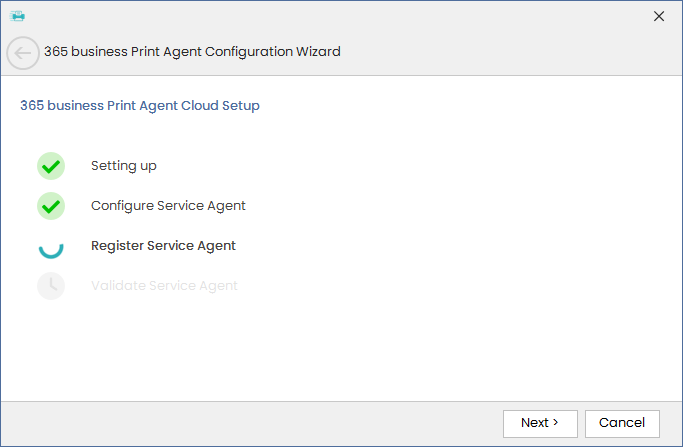 365 business Print Agent Configuration Wizard
365 business Print Agent Cloud Setup
Setting up
Configure Service Agent
Register Service Agent
Validate Service Agent
Next >
Cancel